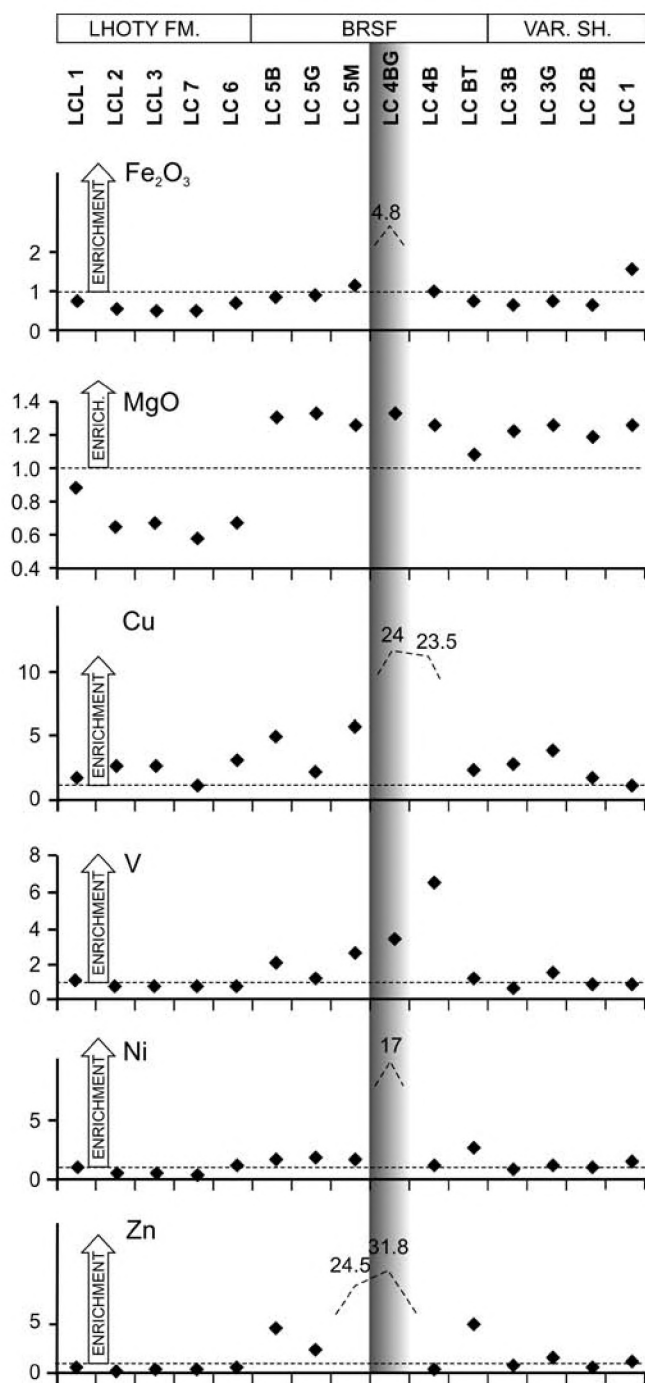 LHOTY FM. BRSF VAR. SH.
LCL 1 LCL 2 LCL 3 LC 7 LC 6 LC 5B LC 5G LC 5M LC 4BG LC 4B LC BT LC 3B LC 3G LC 2B LC 1
ENRICHMENT
Fe₂O₃
4.8
2
1
0
ENRICH.
MgO
1.4
1.2
1.0
0.8
0.6
0.4
Cu
24 23.5
ENRICHMENT
10
5
0
V
ENRICHMENT
8
6
4
2
0
Ni
17
ENRICHMENT
5
0
Zn
24.5 31.8
ENRICHMENT
5
0